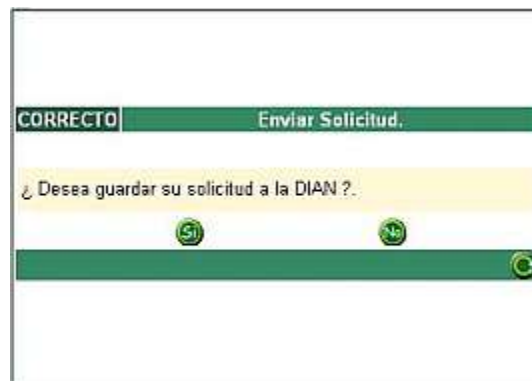 CORRECTO Enviar Solicitud.
¿ Desea guardar su solicitud a la DIAN ?.
Si No